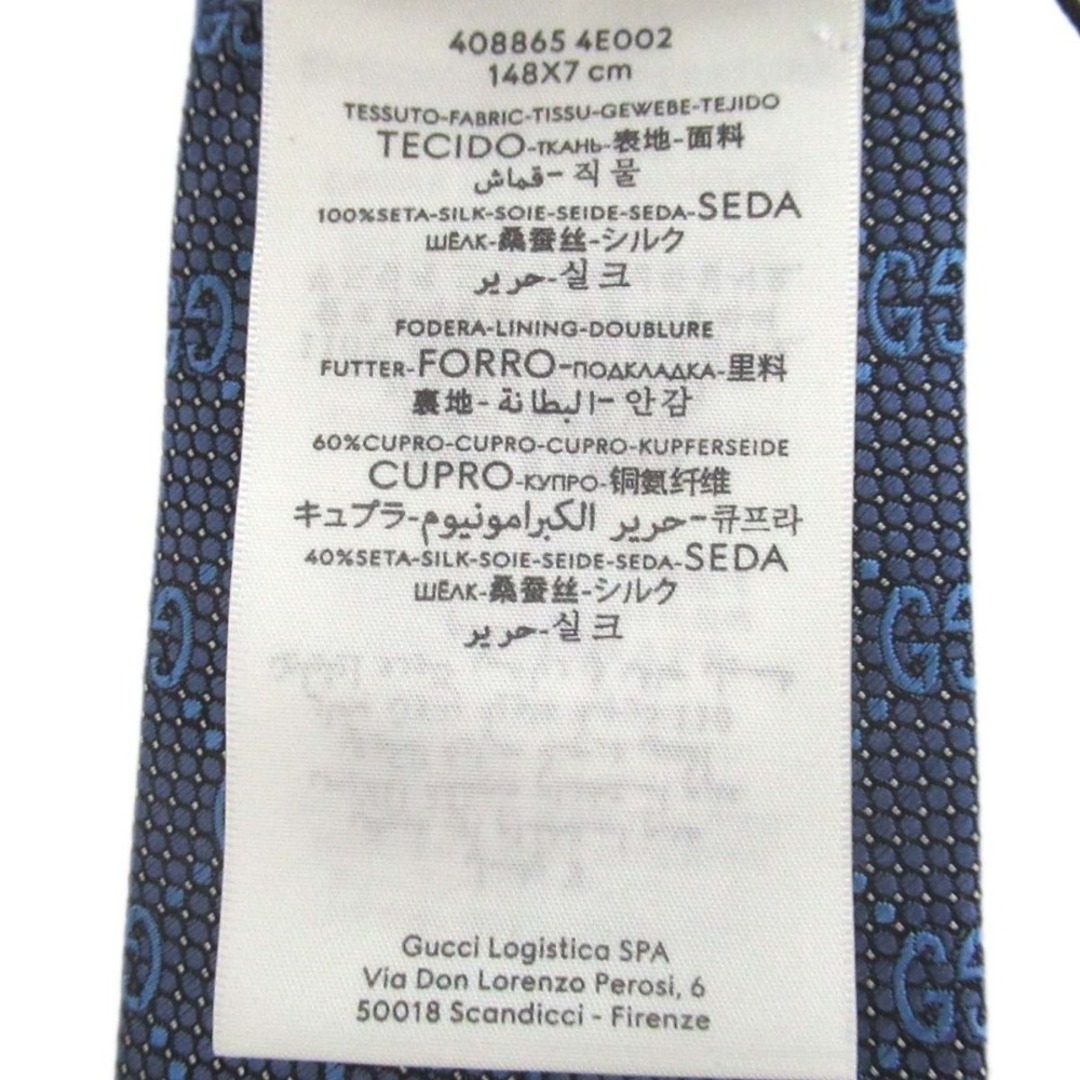 408865 4E002
148X7 cm
TESSUTO-FABRIC-TISSU-GEWEBE-TEJIDO
TECIDO-ТКАНЬ-表地-面料
قماش-직물
100%SETA-SILK-SOIE-SEIDE-SEDA-SEDA
ШЁЛК-桑蚕丝-シルク
حرير-실크
FODERA-LINING-DOUBLURE
FUTTER-FORRO-ПОДКЛАДКА-里料
裏地-البطانة-안감
60%CUPRO-CUPRO-CUPRO-KUPFERSEIDE
CUPRO-КУПРО-铜氨纤维
キュプラ-حرير الكبرامونيوم-큐프라
40%SETA-SILK-SOIE-SEIDE-SEDA-SEDA
ШЁЛК-桑蚕丝-シルク
حرير-실크
Gucci Logistica SPA
Via Don Lorenzo Perosi, 6
50018 Scandicci - Firenze